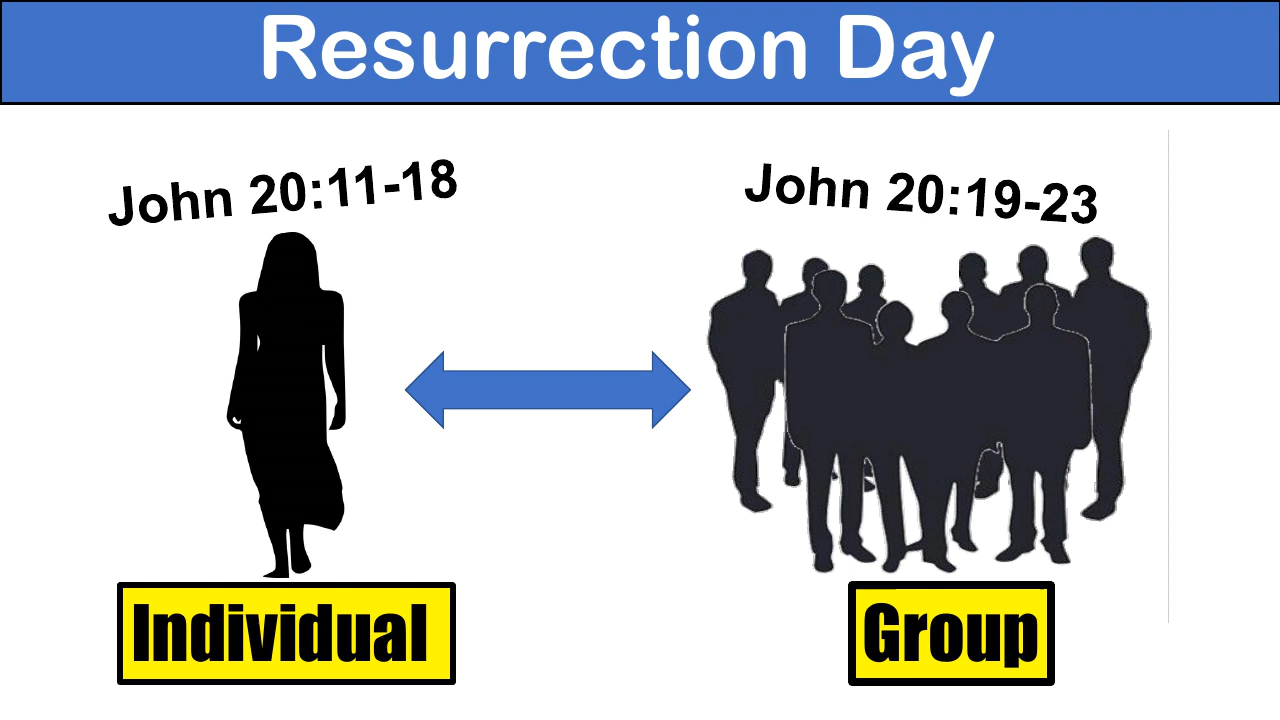 Resurrection Day
John 20:11-18
John 20:19-23
Individual
Group